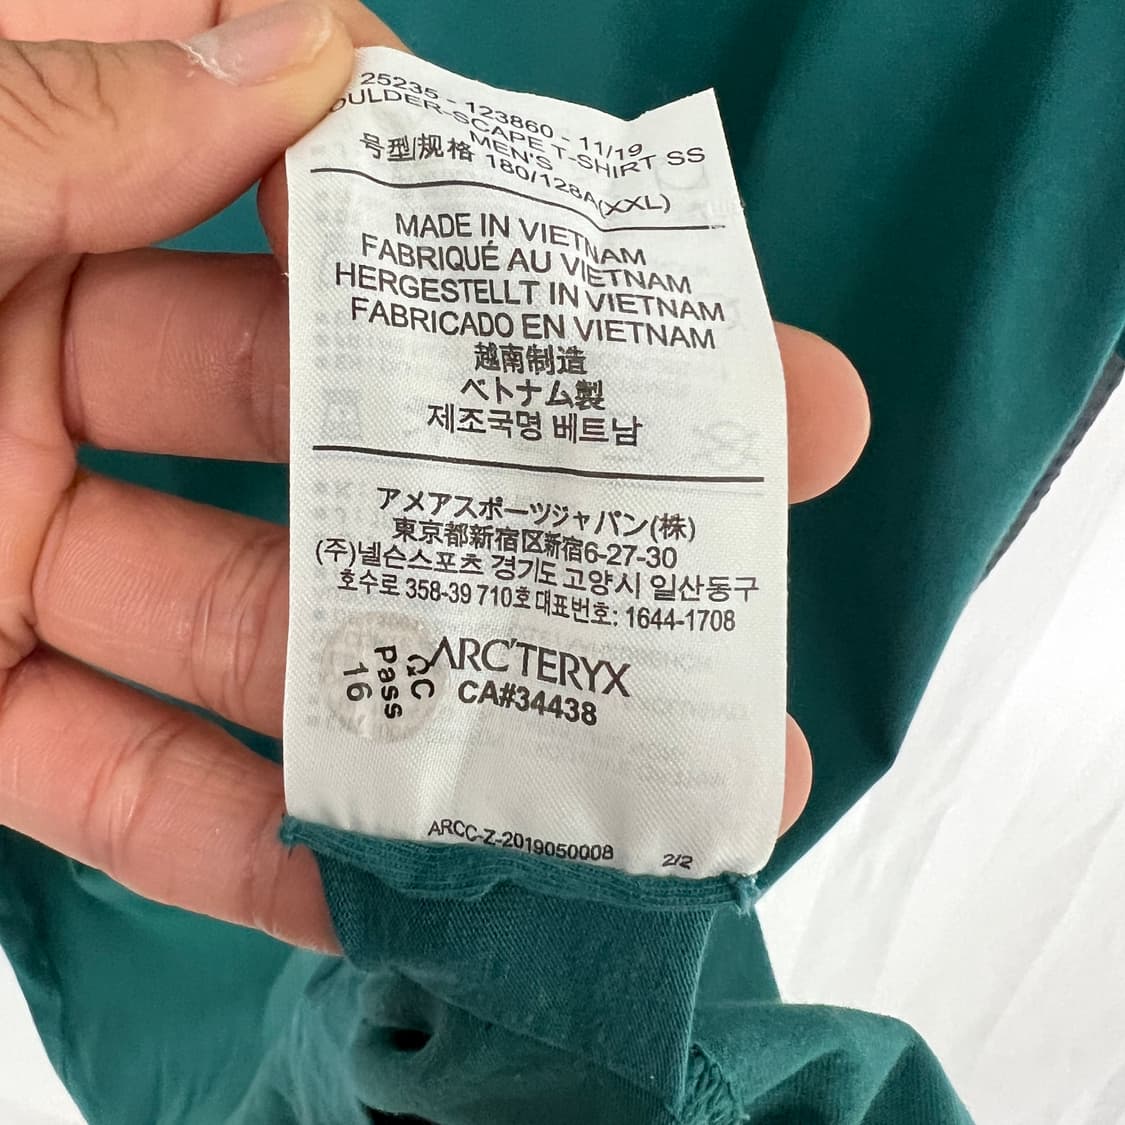 25235 - 123860 - 11/19
OULDER-SCAPE T-SHIRT SS
MEN'S
号型/规格 180/128A(XXL)
MADE IN VIETNAM
FABRIQUÉ AU VIETNAM
HERGESTELLT IN VIETNAM
FABRICADO EN VIETNAM
越南制造
ベトナム製
제조국명 베트남
アメアスポーツジャパン(株)
東京都新宿区新宿6-27-30
(주)넬슨스포츠 경기도 고양시 일산동구
호수로 358-39 710호 대표번호: 1644-1708
ARC'TERYX
CA#34438
QC
Pass
16
ARCC-Z-2019050008
2/2